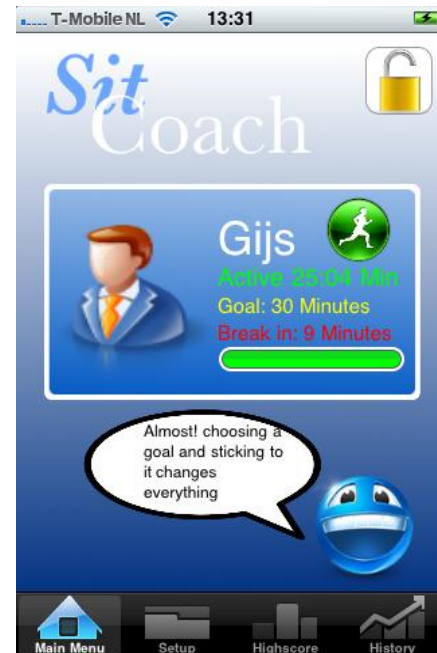 T-Mobile NL 13:31
Sit
Coach
Gijs
Active 25:04 Min
Goal: 30 Minutes
Break in: 9 Minutes
Almost! choosing a
goal and sticking to
it changes
everything
Main Menu Setup Highscore History